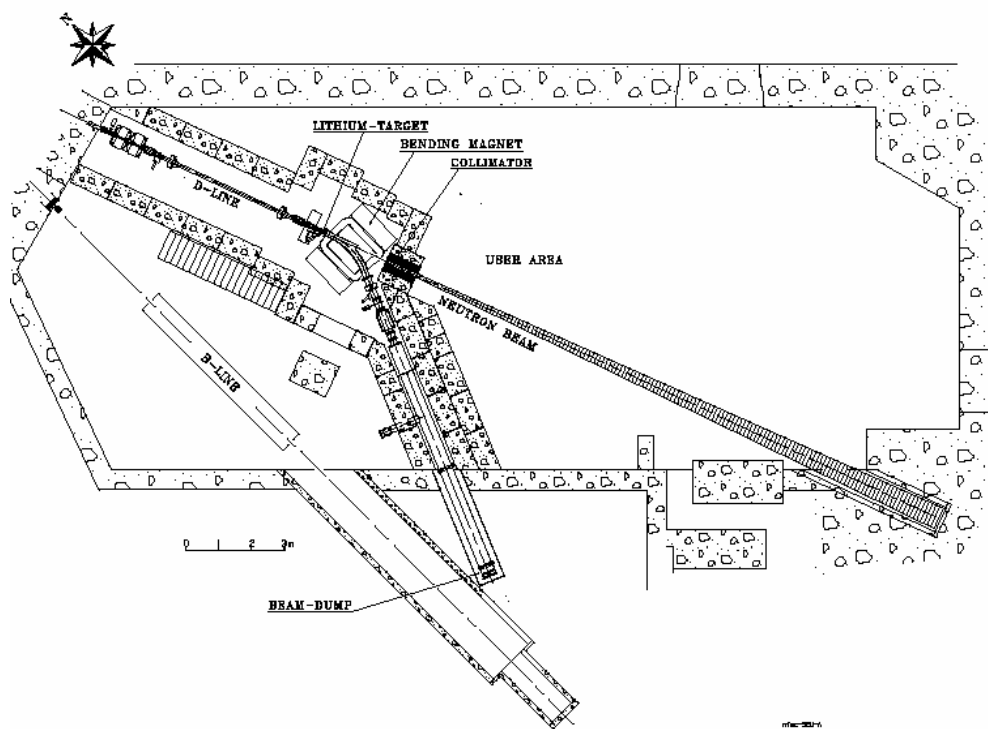 N
LITHIUM-TARGET
BENDING MAGNET
COLLIMATOR
D-LINE
USER AREA
NEUTRON BEAM
B-LINE
0 1 2 3m
BEAM-DUMP